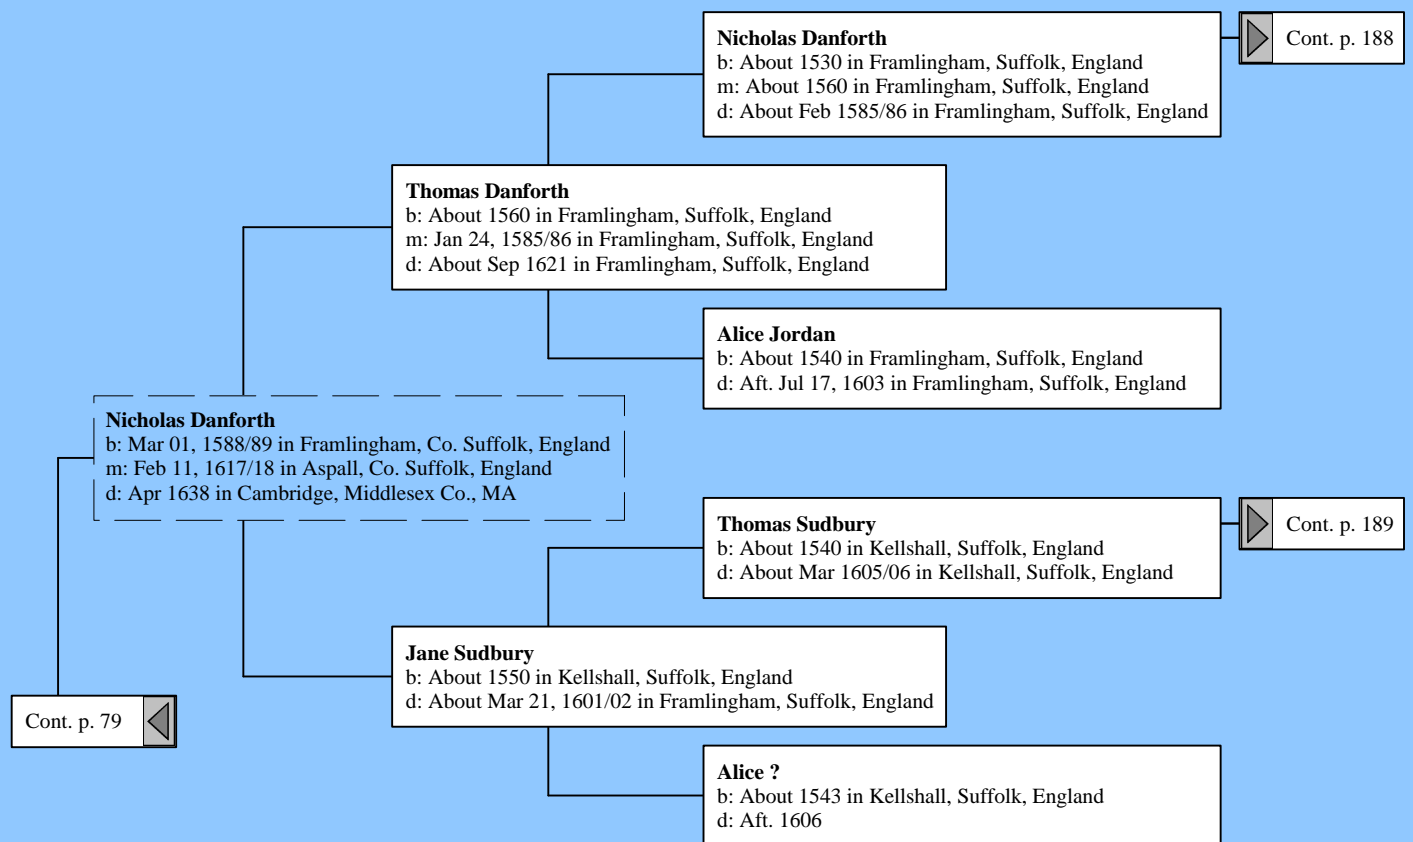 Nicholas Danforth
b: About 1530 in Framlingham, Suffolk, England
m: About 1560 in Framlingham, Suffolk, England
d: About Feb 1585/86 in Framlingham, Suffolk, England
Cont. p. 188
Thomas Danforth
b: About 1560 in Framlingham, Suffolk, England
m: Jan 24, 1585/86 in Framlingham, Suffolk, England
d: About Sep 1621 in Framlingham, Suffolk, England
Alice Jordan
b: About 1540 in Framlingham, Suffolk, England
d: Aft. Jul 17, 1603 in Framlingham, Suffolk, England
Nicholas Danforth
b: Mar 01, 1588/89 in Framlingham, Co. Suffolk, England
m: Feb 11, 1617/18 in Aspall, Co. Suffolk, England
d: Apr 1638 in Cambridge, Middlesex Co., MA
Thomas Sudbury
b: About 1540 in Kellshall, Suffolk, England
d: About Mar 1605/06 in Kellshall, Suffolk, England
Cont. p. 189
Jane Sudbury
b: About 1550 in Kellshall, Suffolk, England
d: About Mar 21, 1601/02 in Framlingham, Suffolk, England
Cont. p. 79
Alice ?
b: About 1543 in Kellshall, Suffolk, England
d: Aft. 1606